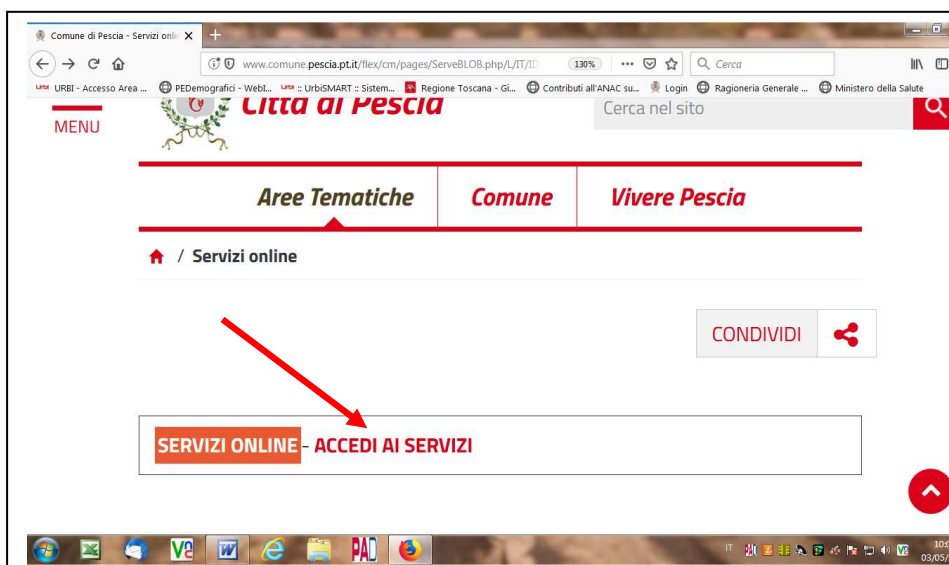 Comune di Pescia - Servizi onlin
www.comune.pescia.pt.it/flex/cm/pages/ServeBLOB.php/L/IT/ID
130%
Cerca
URBI - Accesso Area ...
PEDemografici - WebI...
:: UrbiSMART :: Sistem...
Regione Toscana - Gi...
Contributi all'ANAC su...
Login
Ragioneria Generale ...
Ministero della Salute
MENU
Città di Pescia
Cerca nel sito
Aree Tematiche
Comune
Vivere Pescia
/ Servizi online
CONDIVIDI
SERVIZI ONLINE - ACCEDI AI SERVIZI
IT
03/05/